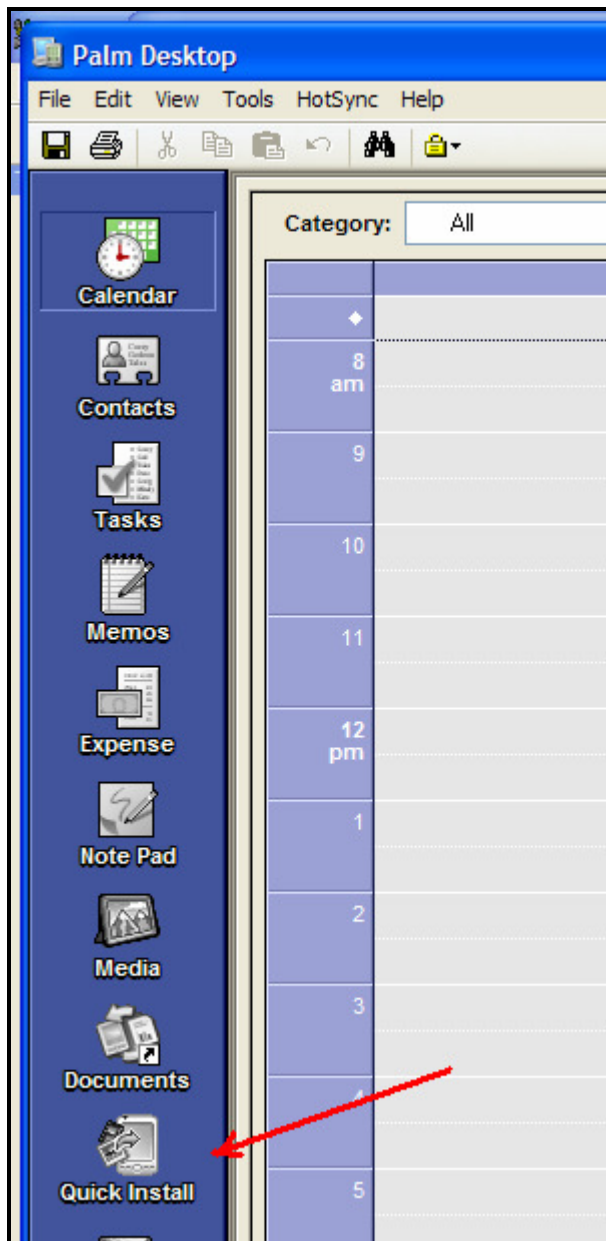 Palm Desktop
File Edit View Tools HotSync Help
Category: All
Calendar
Contacts
Tasks
Memos
Expense
Note Pad
Media
Documents
Quick Install
8
am
9
10
11
12
pm
1
2
3
4
5